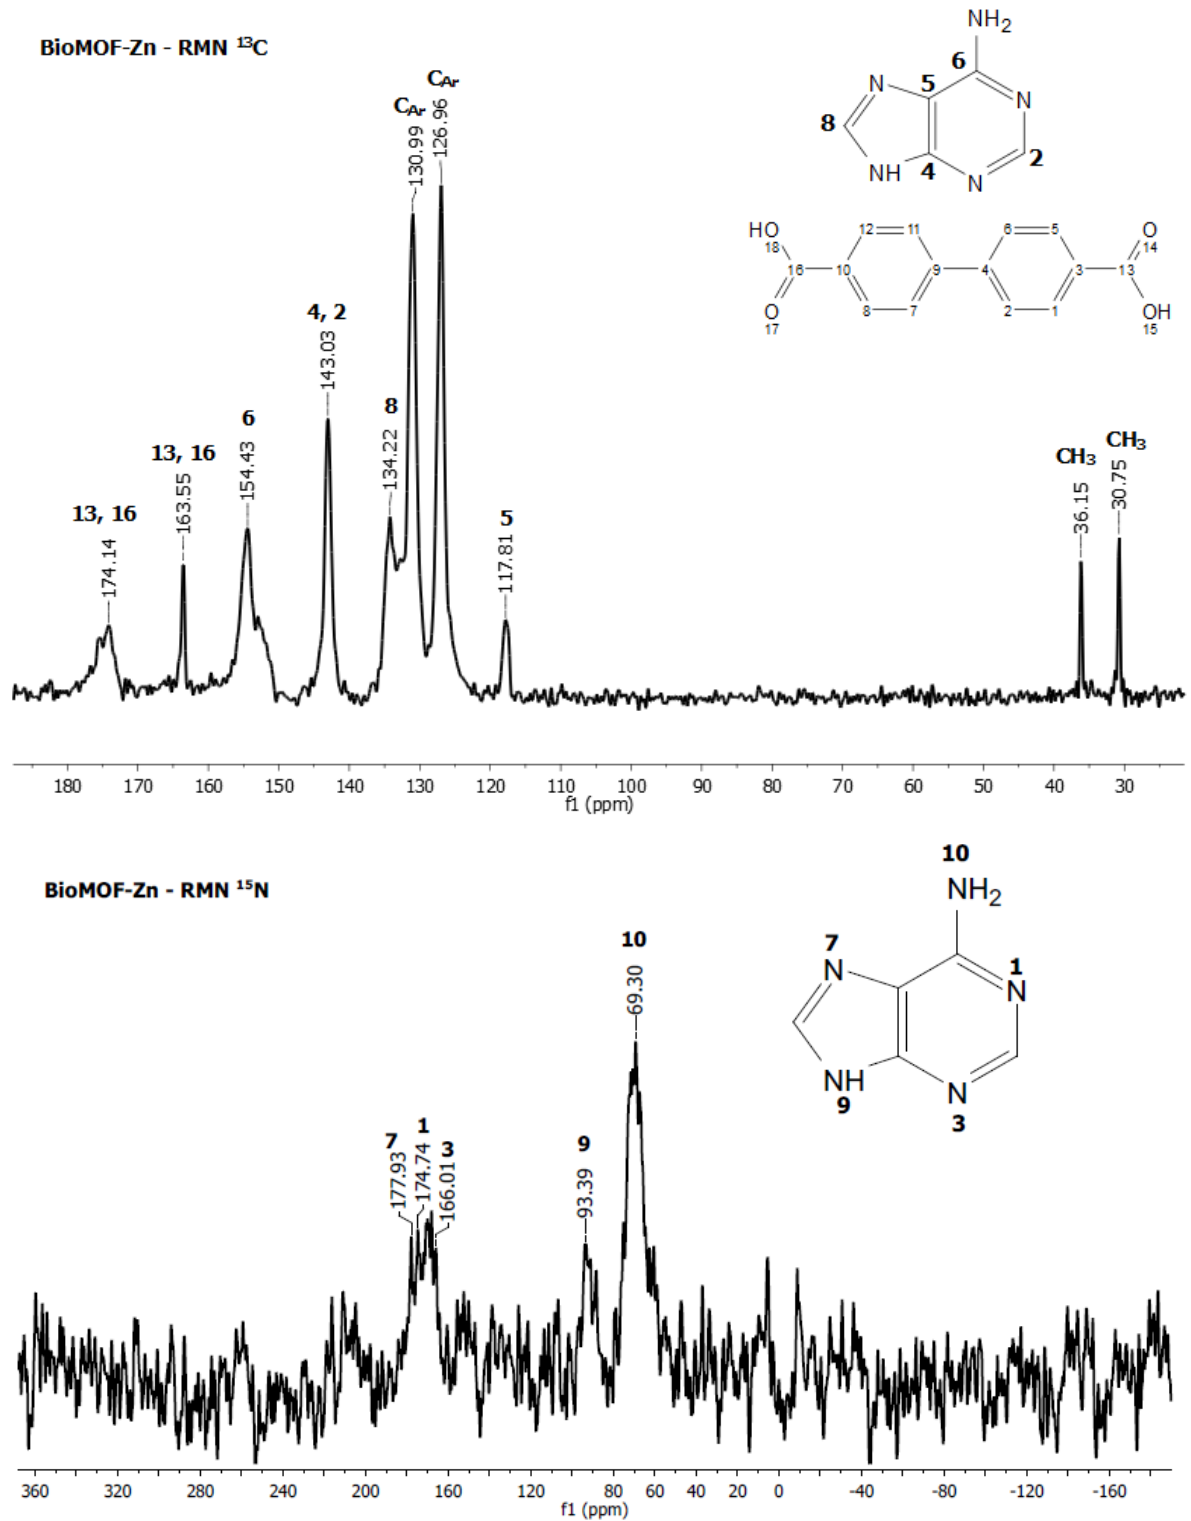 BioMOF-Zn - RMN ¹³C
NH₂
6
N
5
N
8
2
NH
4
N
HO
18
12
11
6
5
O
14
16
10
9
4
3
13
O
17
8
7
2
1
OH
15
13, 16
174.14
13, 16
163.55
6
154.43
4, 2
143.03
8
134.22
C_Ar
130.99
C_Ar
126.96
5
117.81
CH₃
36.15
CH₃
30.75
180 170 160 150 140 130 120 110 100 90 80 70 60 50 40 30
f1 (ppm)
BioMOF-Zn - RMN ¹⁵N
10
NH₂
7
N
1
N
NH
9
N
3
7
177.93
1
174.74
3
166.01
9
93.39
10
69.30
360 320 280 240 200 160 120 80 60 40 20 0 -40 -80 -120 -160
f1 (ppm)